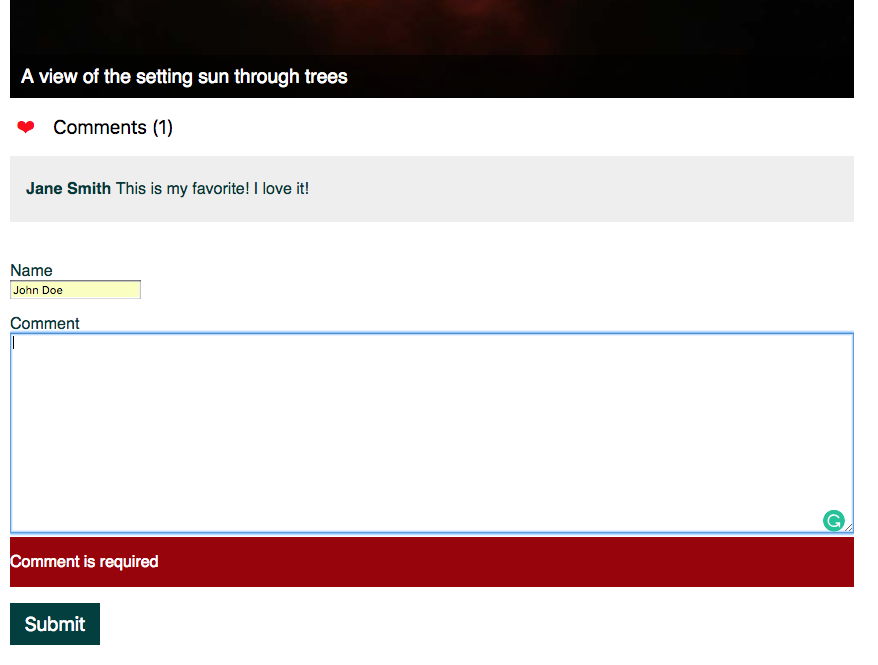 A view of the setting sun through trees
❤ Comments (1)
Jane Smith This is my favorite! I love it!
Name
John Doe
Comment
Comment is required
Submit